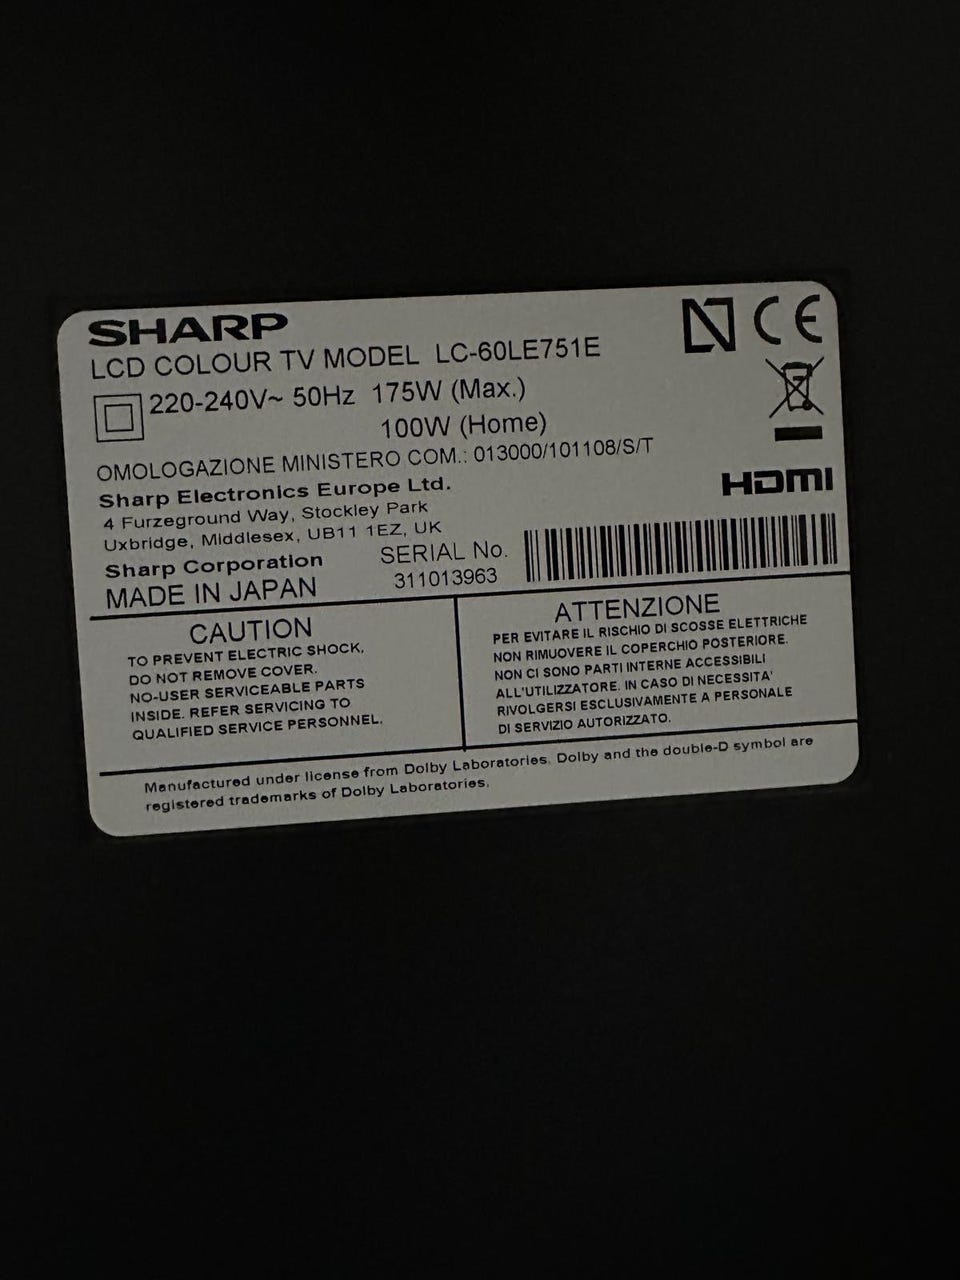 SHARP
LCD COLOUR TV MODEL LC-60LE751E
220-240V~ 50Hz 175W (Max.)
100W (Home)
OMOLOGAZIONE MINISTERO COM.: 013000/101108/S/T
Sharp Electronics Europe Ltd.
4 Furzeground Way, Stockley Park
Uxbridge, Middlesex, UB11 1EZ, UK
Sharp Corporation
MADE IN JAPAN
SERIAL No.
311013963
CE
HDMI
CAUTION
TO PREVENT ELECTRIC SHOCK,
DO NOT REMOVE COVER.
NO-USER SERVICEABLE PARTS
INSIDE. REFER SERVICING TO
QUALIFIED SERVICE PERSONNEL.
ATTENZIONE
PER EVITARE IL RISCHIO DI SCOSSE ELETTRICHE
NON RIMUOVERE IL COPERCHIO POSTERIORE.
NON CI SONO PARTI INTERNE ACCESSIBILI
ALL'UTILIZZATORE. IN CASO DI NECESSITA'
RIVOLGERSI ESCLUSIVAMENTE A PERSONALE
DI SERVIZIO AUTORIZZATO.
Manufactured under license from Dolby Laboratories. Dolby and the double-D symbol are
registered trademarks of Dolby Laboratories.